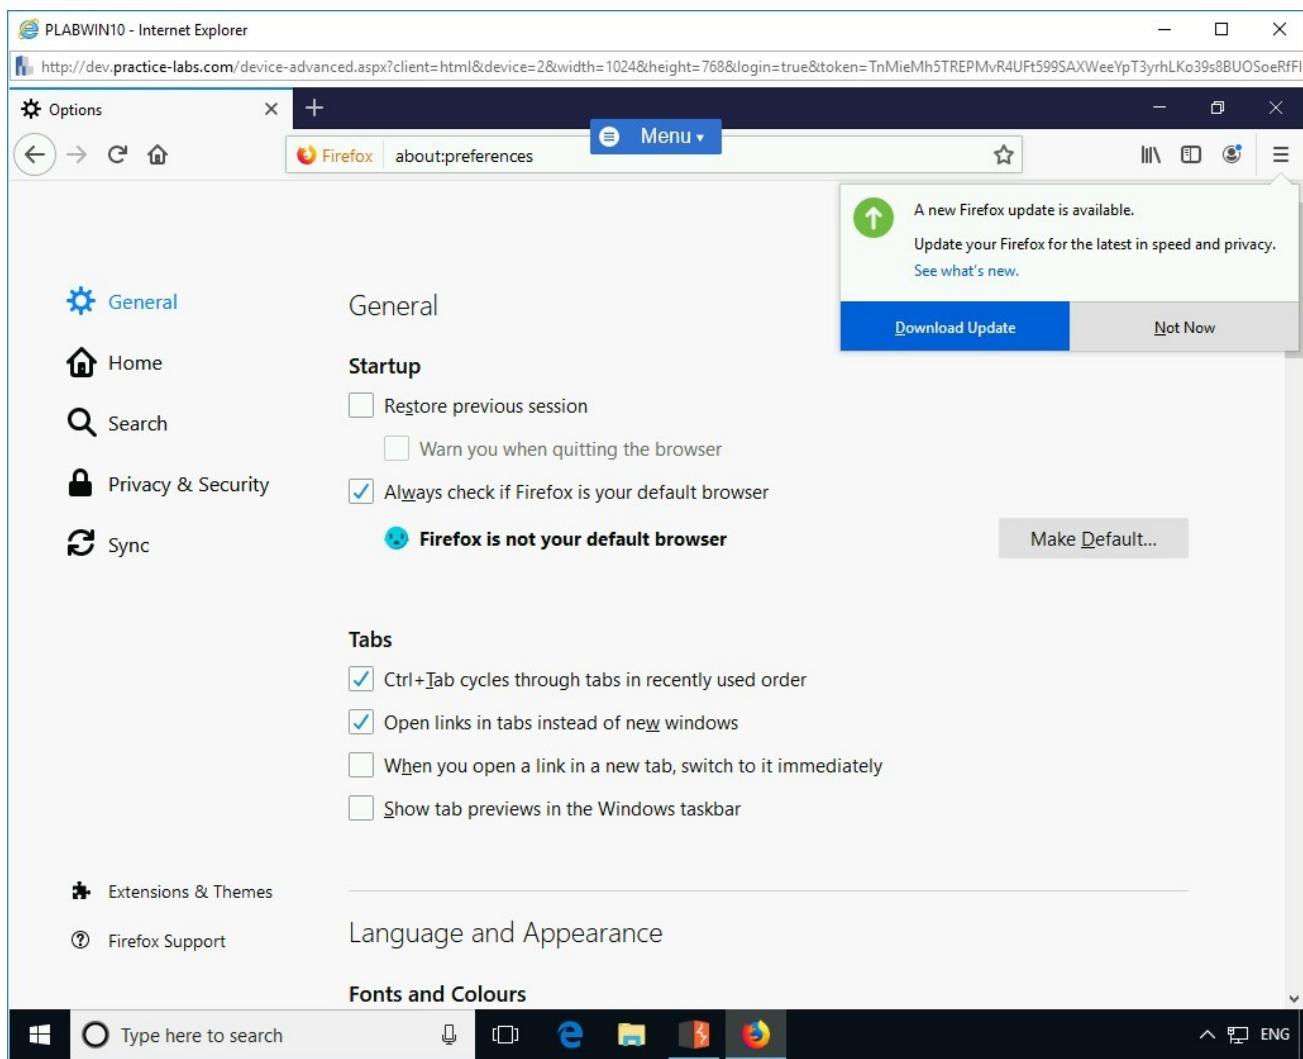 PLABWIN10 - Internet Explorer
http://dev.practice-labs.com/device-advanced.aspx?client=html&device=2&width=1024&height=768&login=true&token=TnMieMh5TREPMvR4UFt599SAXWeeYpT3yrhLKo39s8BUOSoeRfFI
Options
Menu
Firefox about:preferences
A new Firefox update is available.
Update your Firefox for the latest in speed and privacy.
See what's new.
Download Update Not Now
General
Home
Search
Privacy & Security
Sync
Extensions & Themes
Firefox Support
General
Startup
Restore previous session
Warn you when quitting the browser
Always check if Firefox is your default browser
Firefox is not your default browser Make Default...
Tabs
Ctrl+Tab cycles through tabs in recently used order
Open links in tabs instead of new windows
When you open a link in a new tab, switch to it immediately
Show tab previews in the Windows taskbar
Language and Appearance
Fonts and Colours
Type here to search ENG